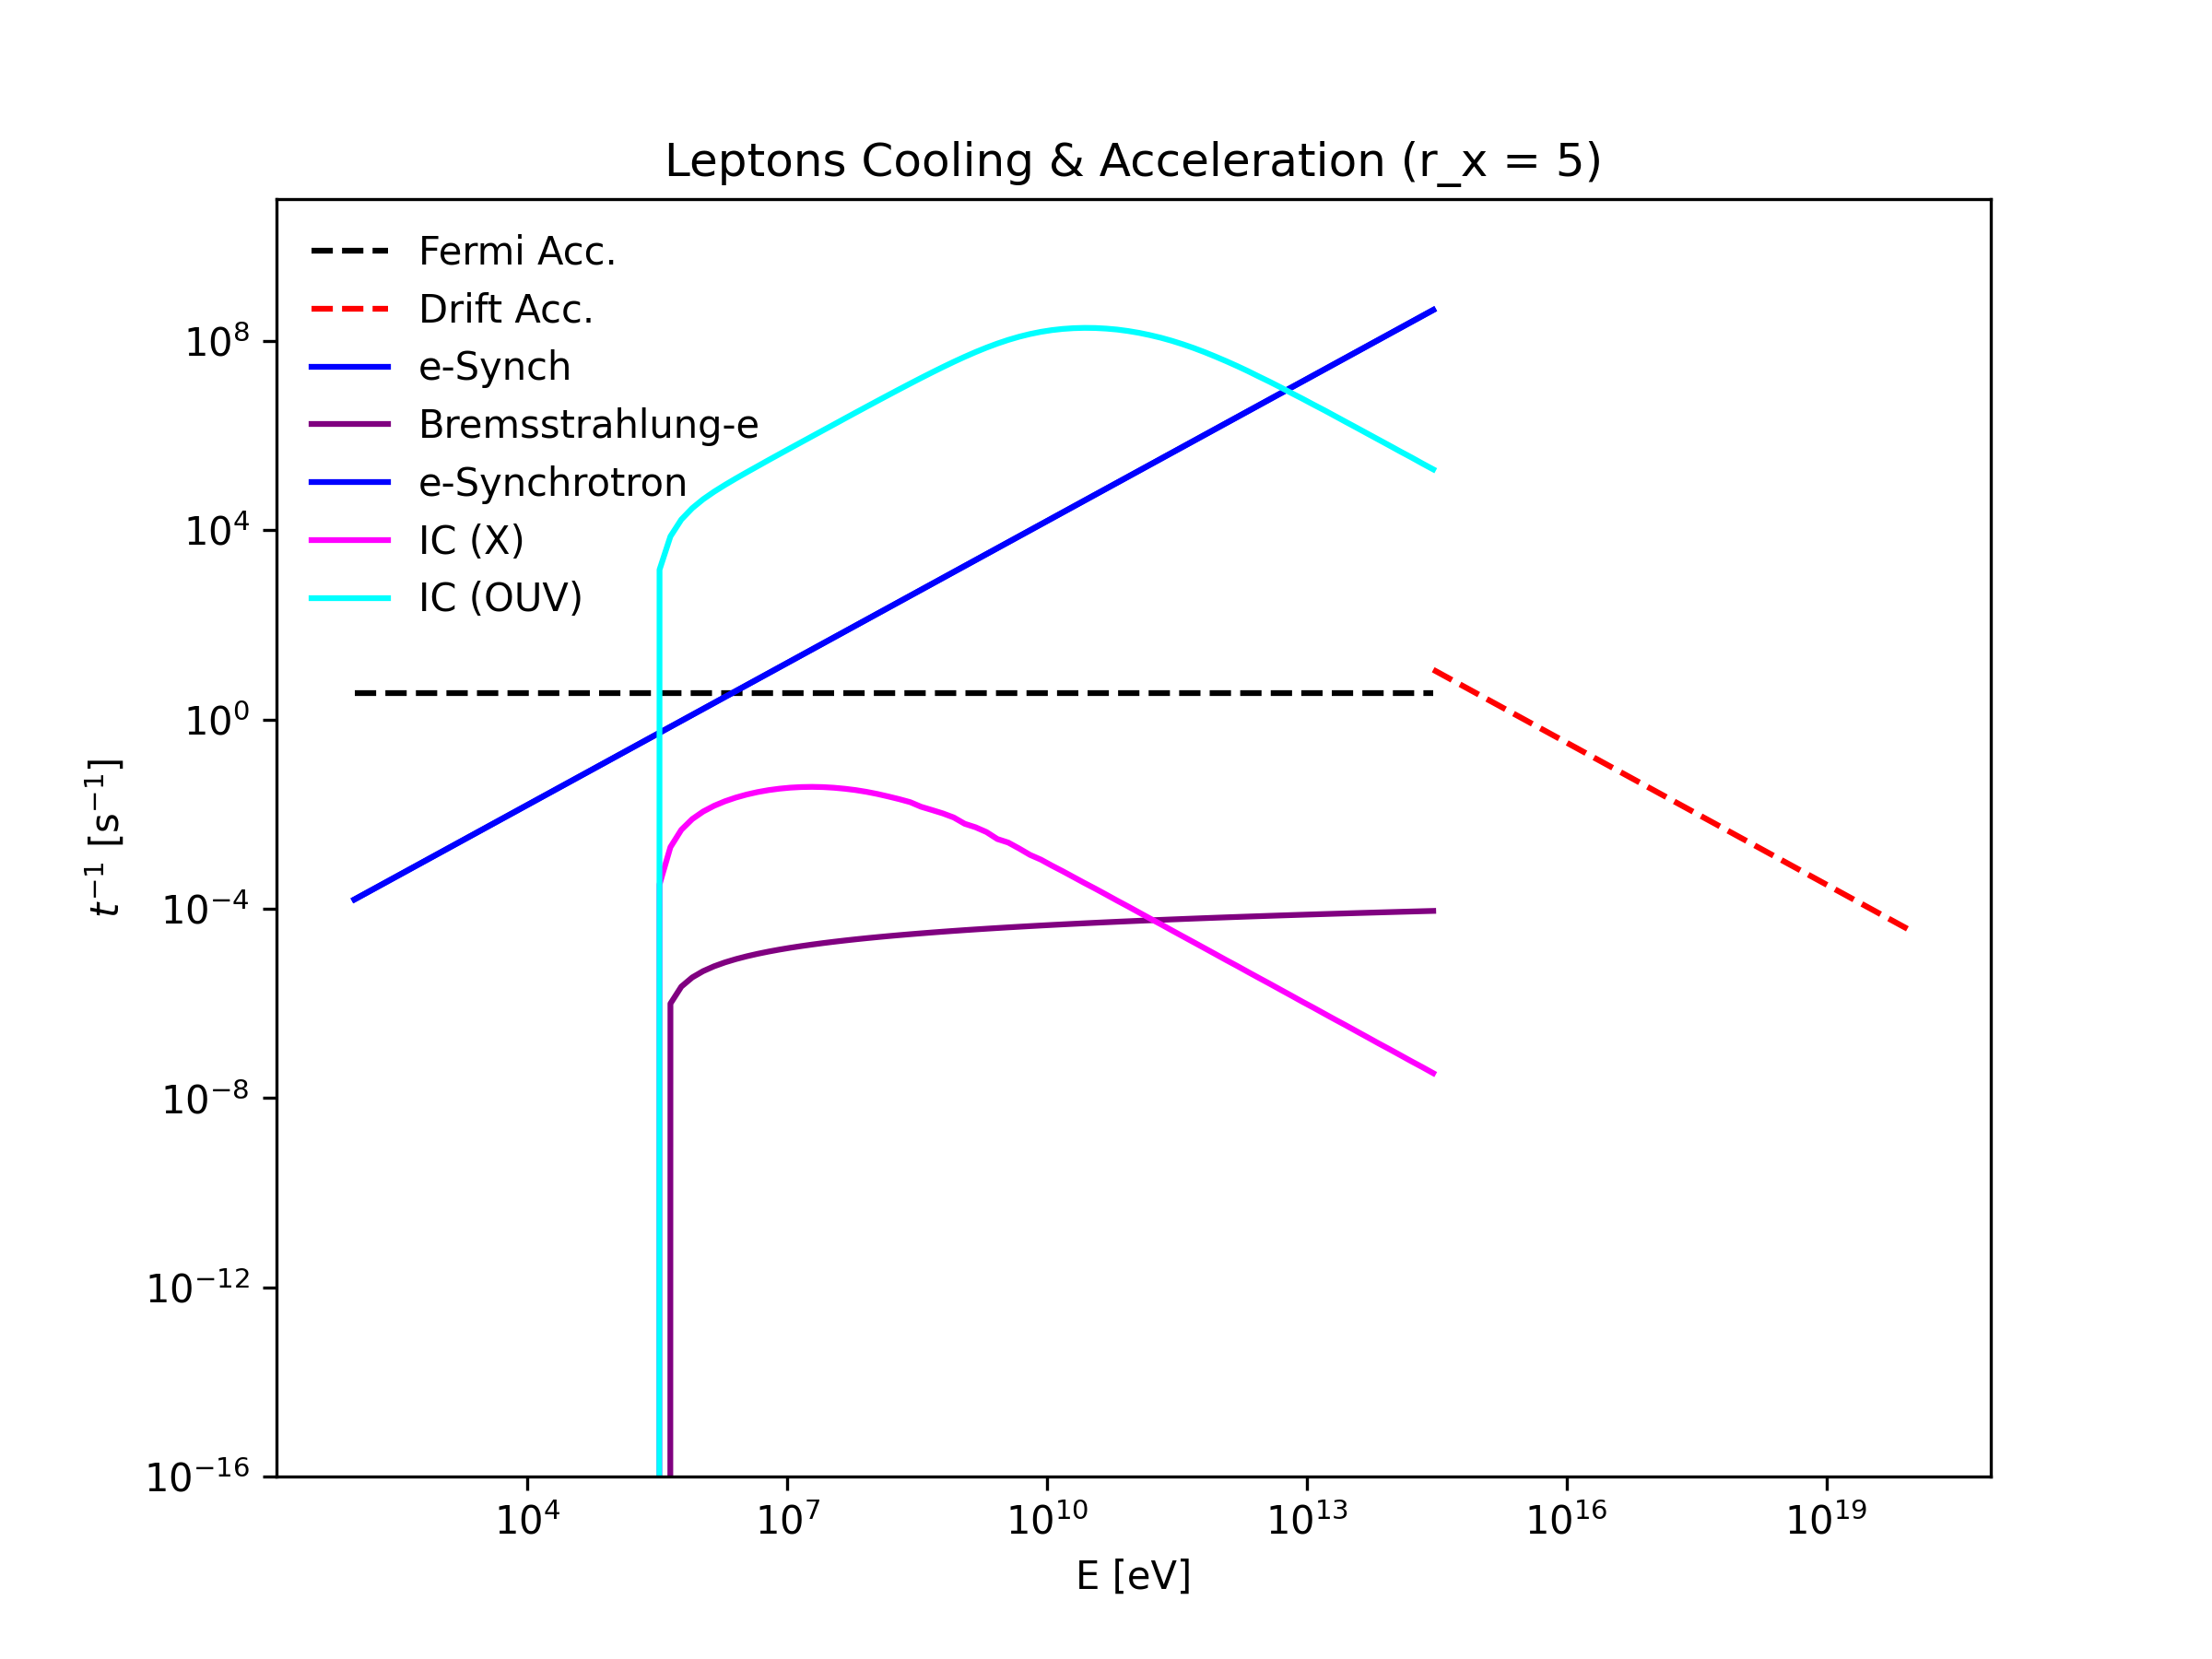 Leptons Cooling & Acceleration (r_x = 5)
Fermi Acc.
Drift Acc.
e-Synch
Bremsstrahlung-e
e-Synchrotron
IC (X)
IC (OUV)
10⁸
10⁴
10⁰
10⁻⁴
10⁻⁸
10⁻¹²
10⁻¹⁶
t⁻¹ [s⁻¹]
10⁴ 10⁷ 10¹⁰ 10¹³ 10¹⁶ 10¹⁹
E [eV]